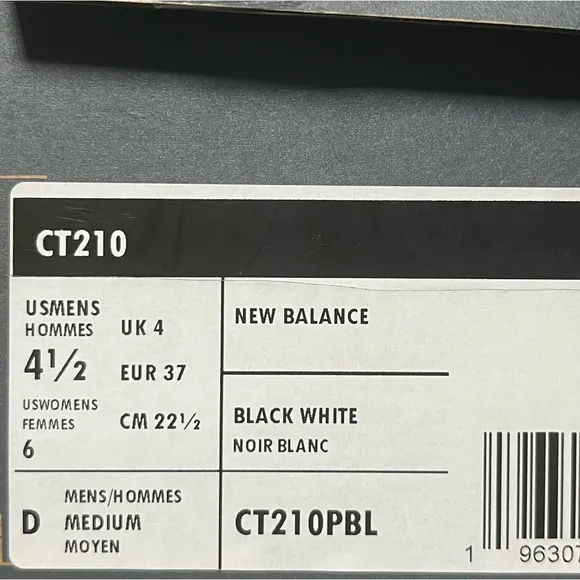 CT210
USMENS
HOMMES
4½
USWOMENS
FEMMES
6
UK 4
EUR 37
CM 22½
NEW BALANCE
BLACK WHITE
NOIR BLANC
D
MENS/HOMMES
MEDIUM
MOYEN
CT210PBL
1 96307